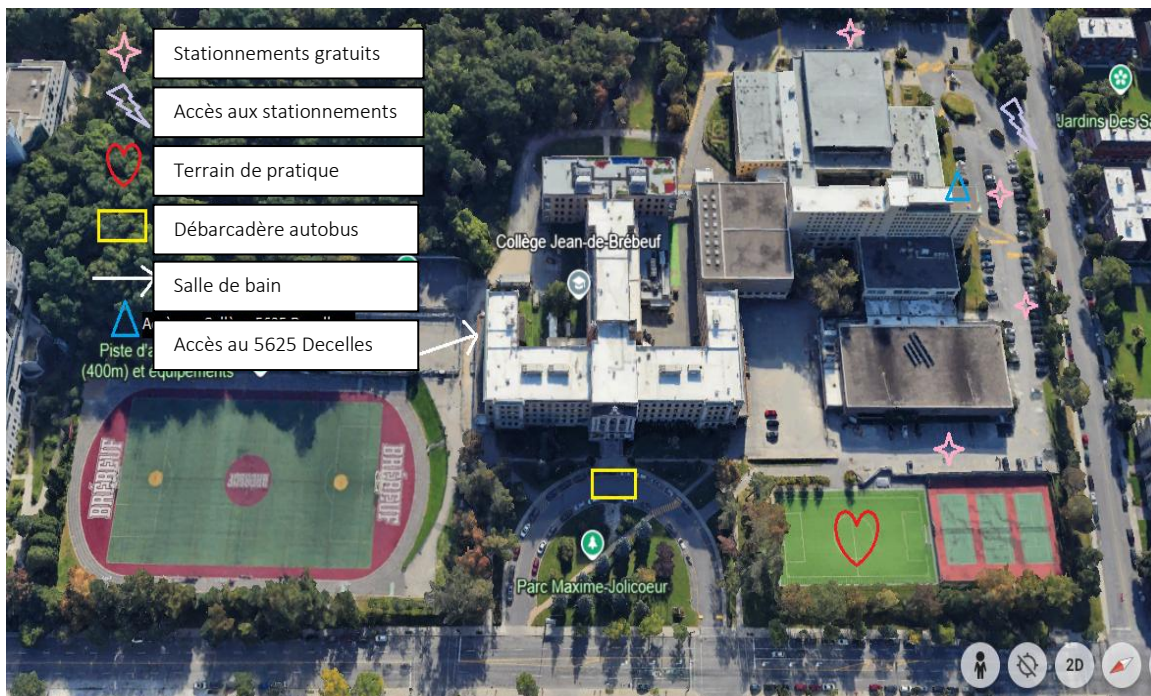 Stationnements gratuits
Accès aux stationnements
Jardins Des Sa
Terrain de pratique
Débarcadère autobus
Collège Jean-de-Brébeuf
Salle de bain
Accès au 5625 Decelles
Piste d'a
(400m) et équipements
BRÉBEUF
BRÉBEUF
Parc Maxime-Jolicoeur
2D